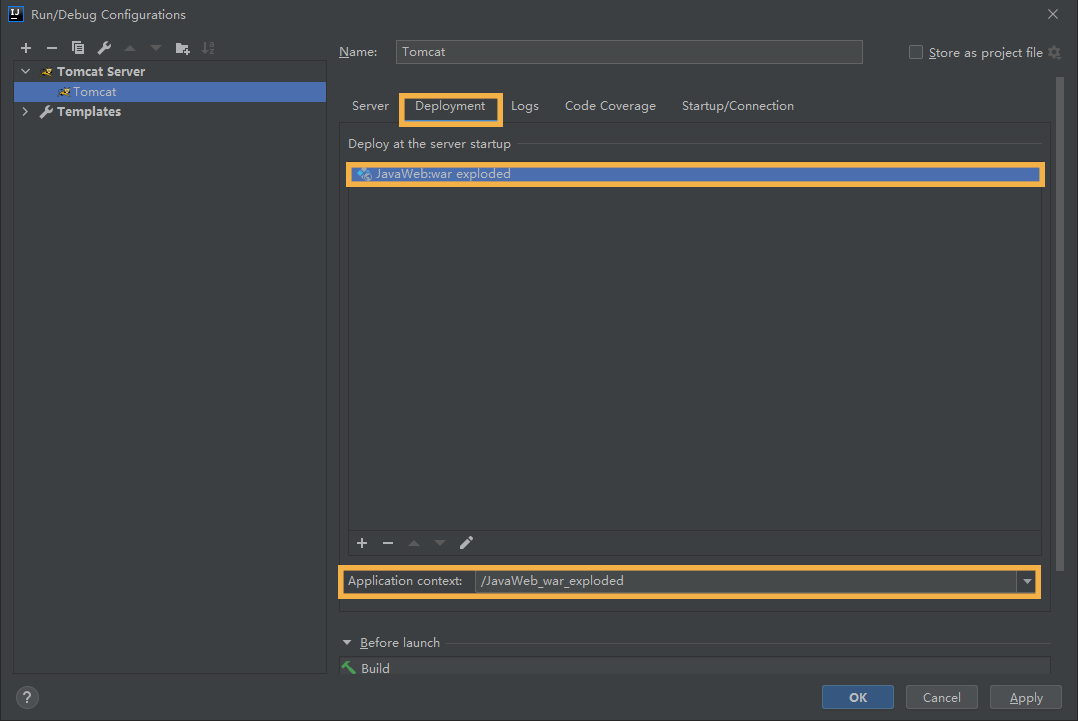 Run/Debug Configurations
Name: Tomcat
Store as project file
Tomcat Server
Tomcat
Templates
Server Deployment Logs Code Coverage Startup/Connection
Deploy at the server startup
JavaWeb:war exploded
Application context: /JavaWeb_war_exploded
Before launch
Build
? OK Cancel Apply